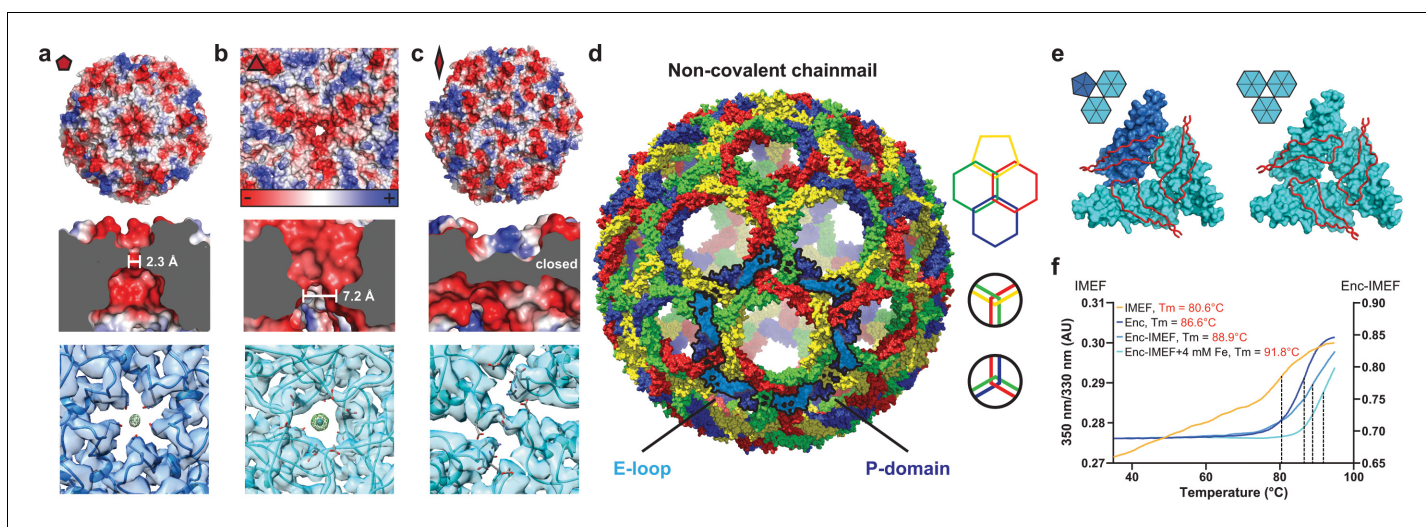 a
b
c
d
e
Non-covalent chainmail
-
+
2.3 Å
7.2 Å
closed
E-loop
P-domain
f
IMEF
Enc-IMEF
0.31
0.30
0.29
0.28
0.27
350 nm/330 nm (AU)
IMEF, Tm = 80.6°C
Enc, Tm = 86.6°C
Enc-IMEF, Tm = 88.9°C
Enc-IMEF+4 mM Fe, Tm = 91.8°C
0.90
0.85
0.80
0.75
0.70
0.65
40
60
80
100
Temperature (°C)